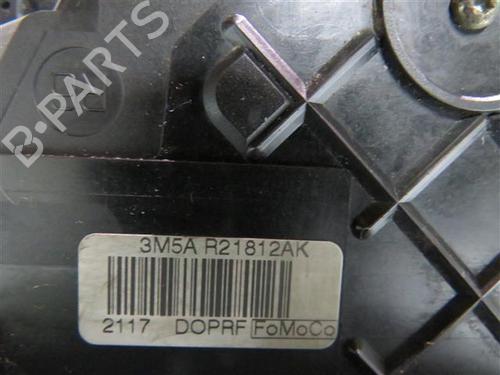 B-PARTS
3M5A R21812AK
2117 DOPRF FoMoCo